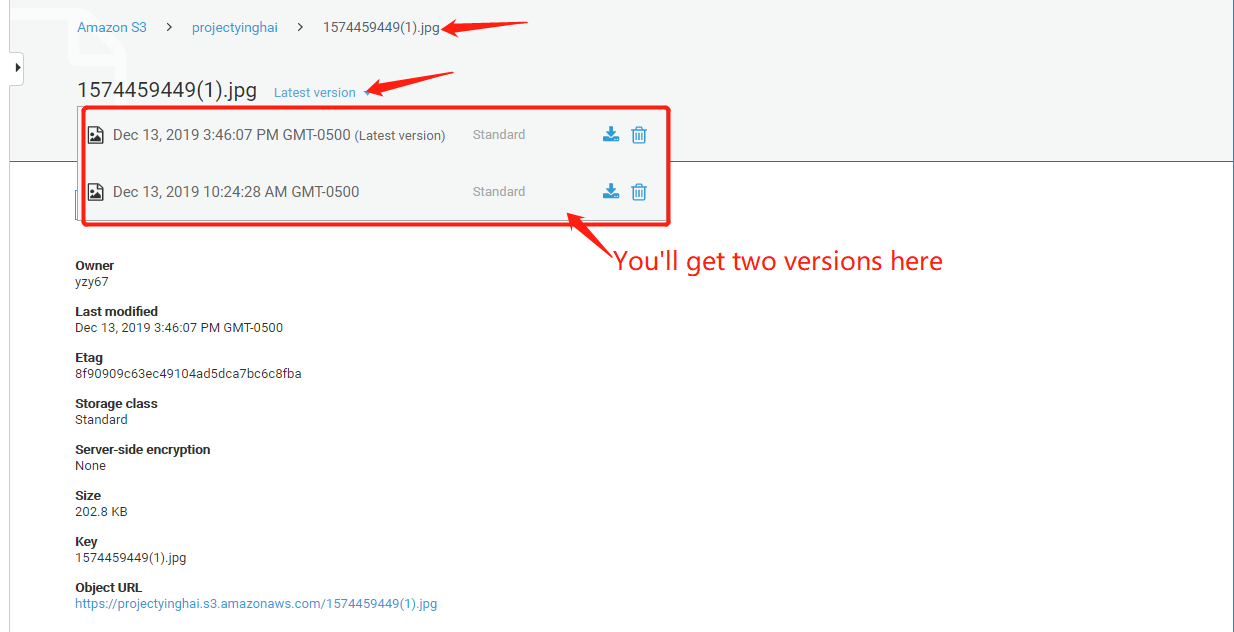 Amazon S3 > projectyinghai > 1574459449(1).jpg
1574459449(1).jpg Latest version
Dec 13, 2019 3:46:07 PM GMT-0500 (Latest version) Standard
Dec 13, 2019 10:24:28 AM GMT-0500 Standard
You'll get two versions here
Owner
yzy67
Last modified
Dec 13, 2019 3:46:07 PM GMT-0500
Etag
8f90909c63ec49104ad5dca7bc6c8fba
Storage class
Standard
Server-side encryption
None
Size
202.8 KB
Key
1574459449(1).jpg
Object URL
https://projectyinghai.s3.amazonaws.com/1574459449(1).jpg